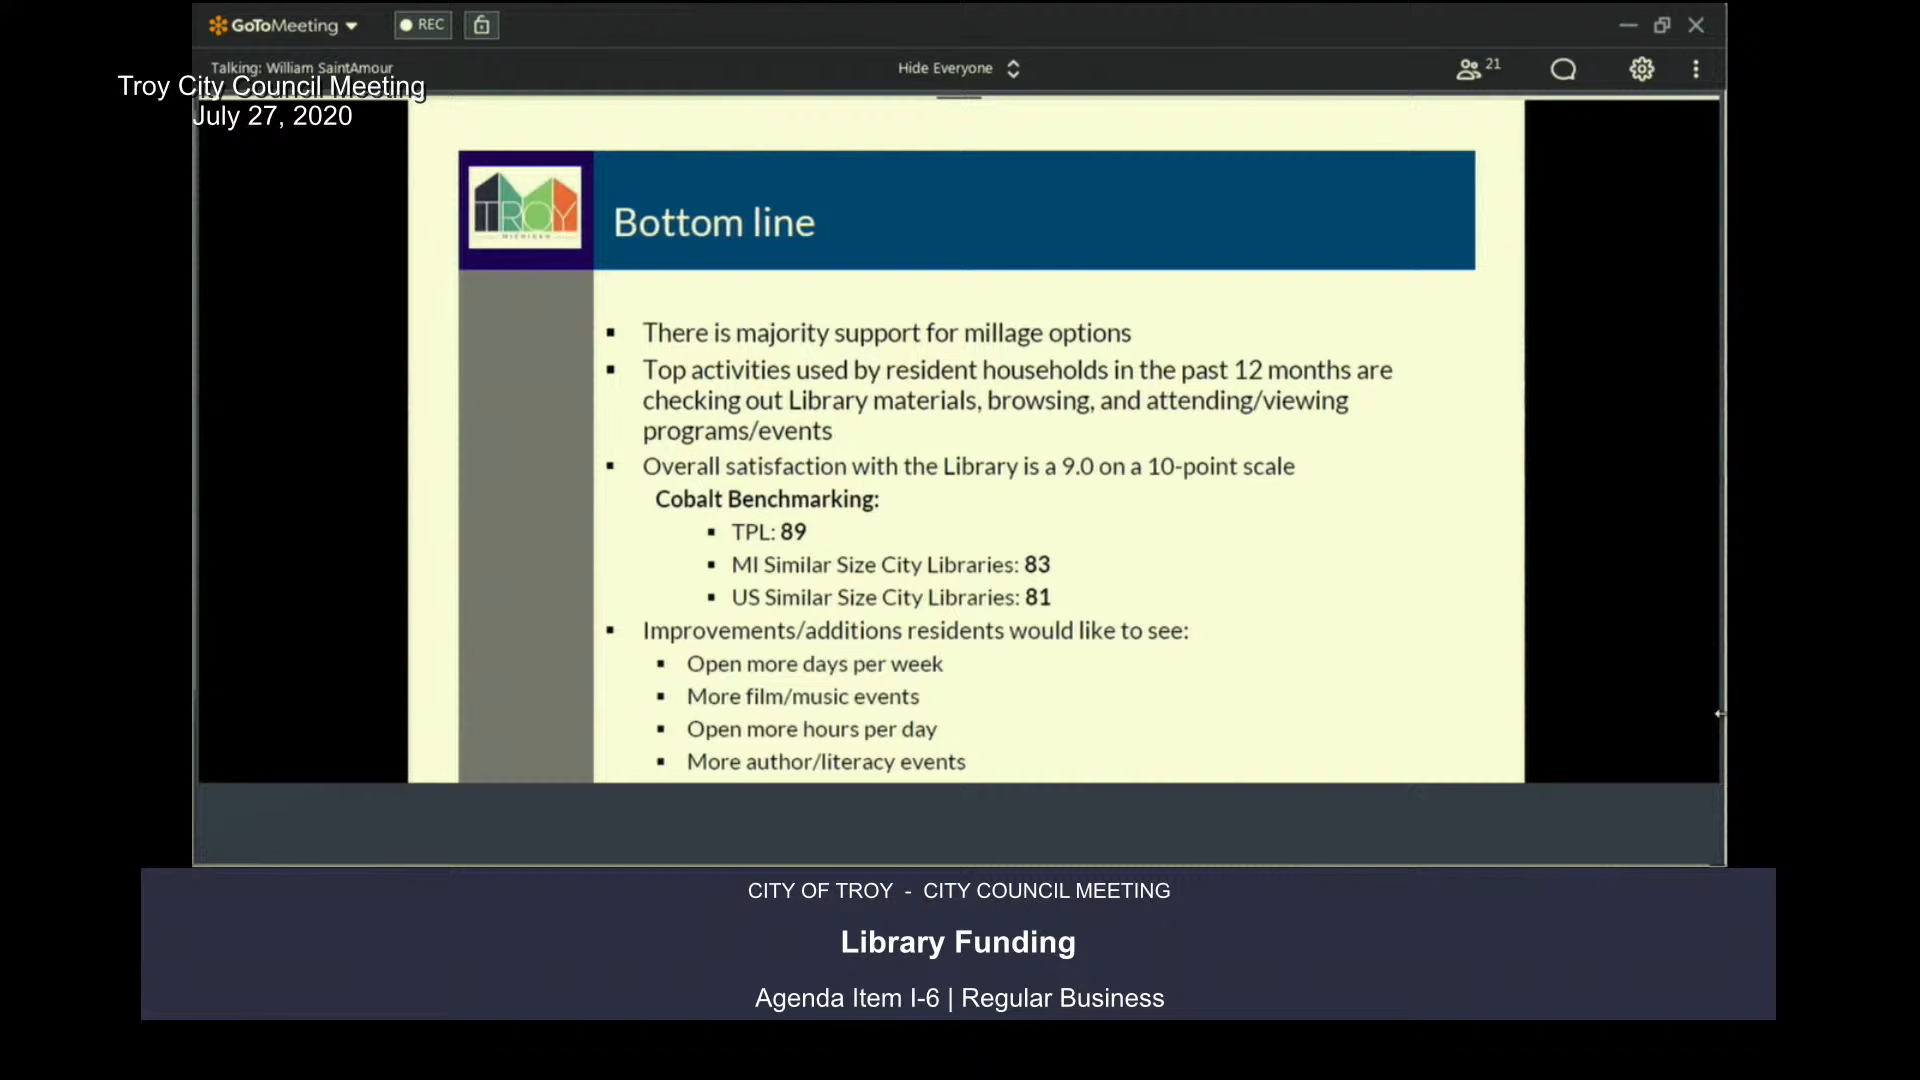 GoToMeeting
REC
Talking: William SaintAmour
Hide Everyone
21
Troy City Council Meeting
July 27, 2020
TROY
MICHIGAN
Bottom line
▪ There is majority support for millage options
▪ Top activities used by resident households in the past 12 months are
checking out Library materials, browsing, and attending/viewing
programs/events
▪ Overall satisfaction with the Library is a 9.0 on a 10-point scale
Cobalt Benchmarking:
▪ TPL: 89
▪ MI Similar Size City Libraries: 83
▪ US Similar Size City Libraries: 81
▪ Improvements/additions residents would like to see:
▪ Open more days per week
▪ More film/music events
▪ Open more hours per day
▪ More author/literacy events
CITY OF TROY - CITY COUNCIL MEETING
Library Funding
Agenda Item I-6 | Regular Business